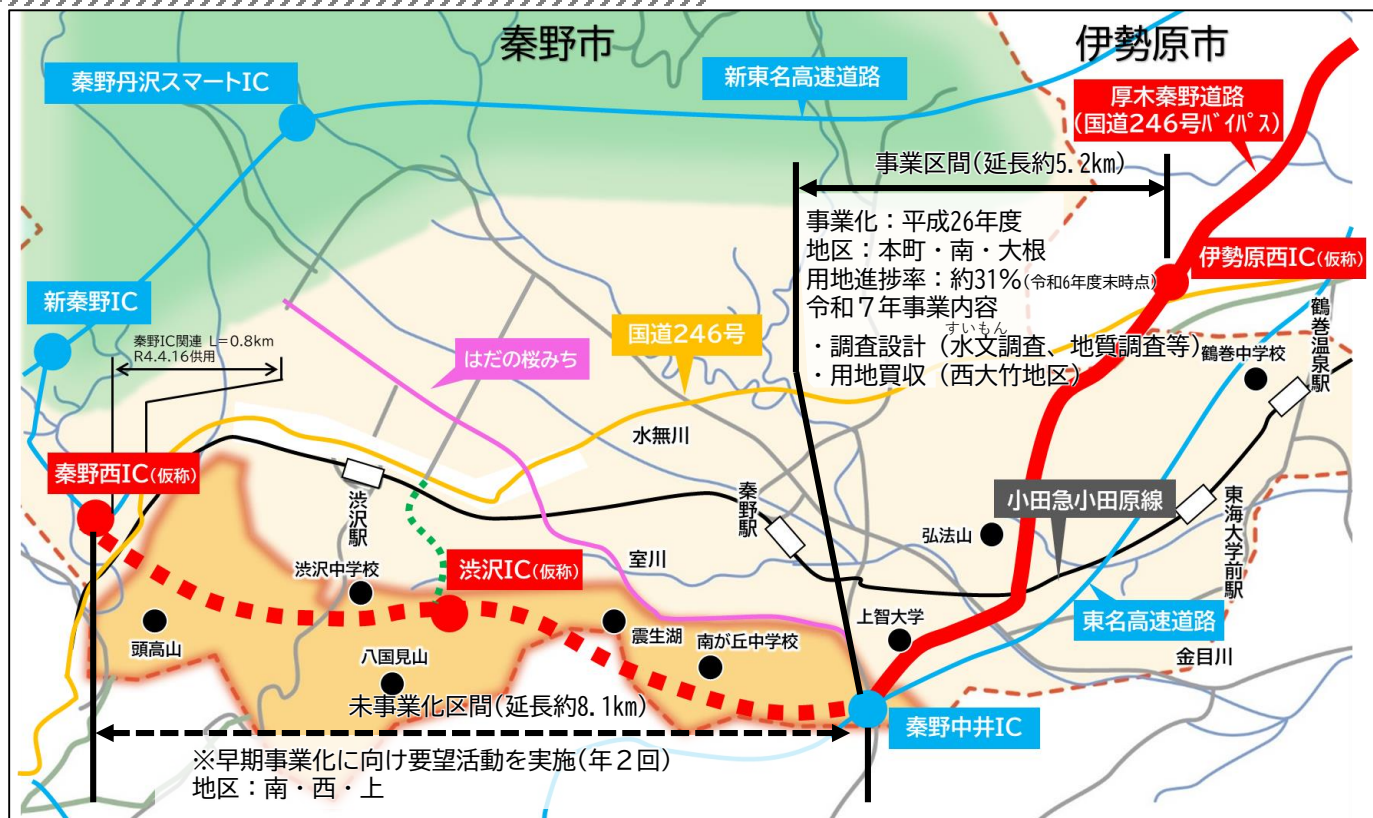 秦野市
伊勢原市
秦野丹沢スマートIC
新東名高速道路
厚木秦野道路
(国道246号ﾊﾞｲﾊﾟｽ)
事業区間(延長約5.2km)
事業化：平成26年度
地区：本町・南・大根
用地進捗率：約31%(令和6年度末時点)
令和７年事業内容
すいもん
・調査設計（水文調査、地質調査等）
・用地買収（西大竹地区）
伊勢原西IC(仮称)
新秦野IC
秦野IC関連 L=0.8km
R4.4.16供用
はだの桜みち
国道246号
鶴巻中学校
鶴巻温泉駅
水無川
秦野西IC(仮称)
渋沢駅
秦野駅
小田急小田原線
東海大学前駅
弘法山
渋沢中学校
渋沢IC(仮称)
室川
頭高山
八国見山
震生湖
南が丘中学校
上智大学
東名高速道路
金目川
未事業化区間(延長約8.1km)
秦野中井IC
※早期事業化に向け要望活動を実施(年２回)
地区：南・西・上